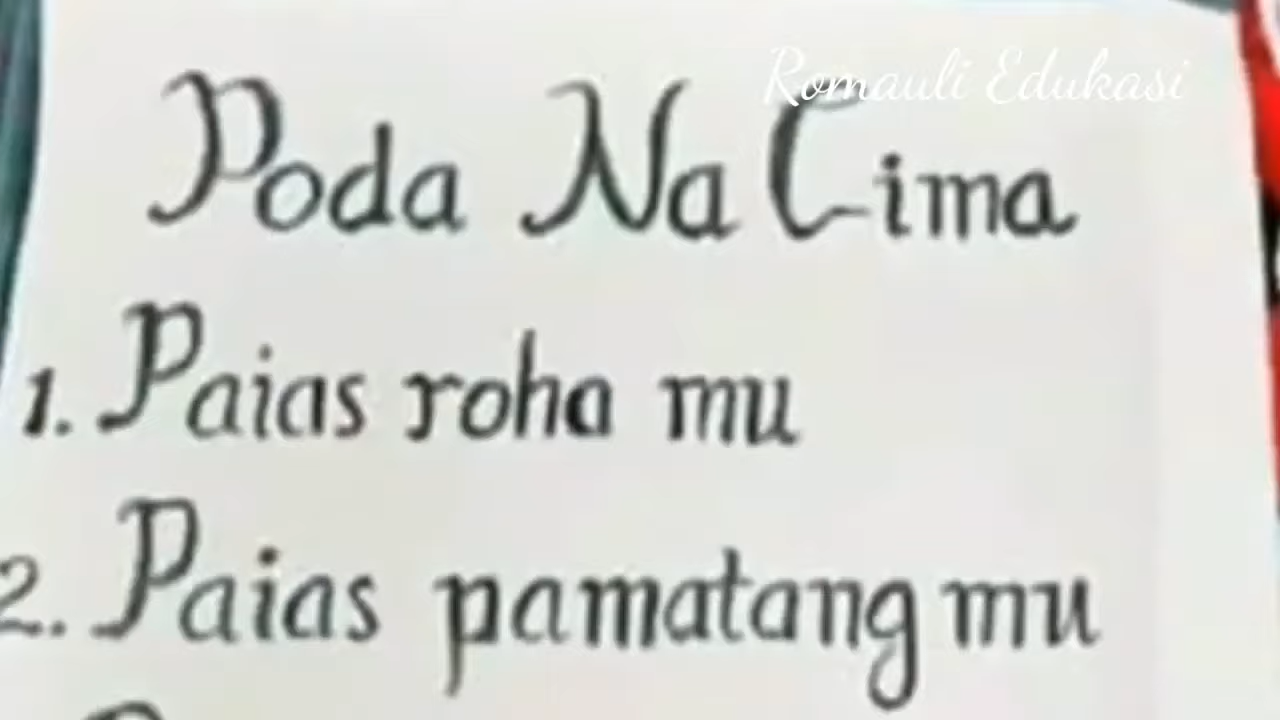 Romauli Edukasi
Poda Na Lima
1. Paias roha mu
2. Paias pamatang mu